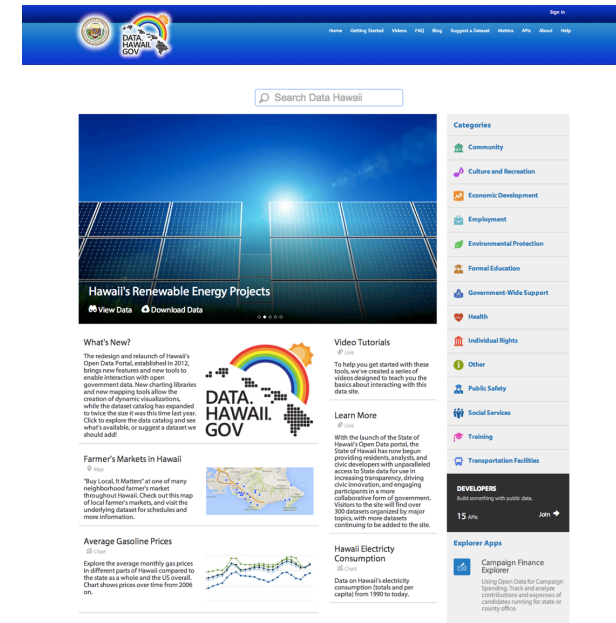 Sign In
Home Getting Started Videos FAQ Blog Suggest a Dataset Metrics APIs About Help
DATA.
HAWAII.
GOV
Search Data Hawaii
Hawaii's Renewable Energy Projects
View Data Download Data
What's New?
The redesign and relaunch of Hawaii's
Open Data Portal, established in 2012,
brings new features and new tools to
enable interaction with open
government data. New charting libraries
and new mapping tools allow the
creation of dynamic visualizations,
while the dataset catalog has expanded
to twice the size it was this time last year.
Click to explore the data catalog and see
what's available, or suggest a dataset we
should add!
DATA.
HAWAII.
GOV
Farmer's Markets in Hawaii
Map
"Buy Local, It Matters" at one of many
neighborhood farmer's market
throughout Hawaii. Check out this map
of local farmer's markets, and visit the
underlying dataset for schedules and
more information.
Average Gasoline Prices
Chart
Explore the average monthly gas prices
in different parts of Hawaii compared to
the state as a whole and the US overall.
Chart shows prices over time from 2006
on.
Video Tutorials
Link
To help you get started with these
tools, we've created a series of
videos designed to teach you the
basics about interacting with this
data site.
Learn More
Link
With the launch of the State of
Hawaii's Open Data portal, the
State of Hawaii has now begun
providing residents, analysts, and
civic developers with unparalleled
access to State data for use in
increasing transparency, driving
civic innovation, and engaging
participants in a more
collaborative form of government.
Visitors to the site will find over
300 datasets organized by major
topics, with more datasets
continuing to be added to the site.
Hawaii Electricty
Consumption
Chart
Data on Hawaii's electricity
consumption (totals and per
capita) from 1990 to today.
Categories
Community
Culture and Recreation
Economic Development
Employment
Environmental Protection
Formal Education
Government-Wide Support
Health
Individual Rights
Other
Public Safety
Social Services
Training
Transportation Facilities
DEVELOPERS
Build something with public data.
15 APIs Join
Explorer Apps
Campaign Finance
Explorer
Using Open Data for Campaign
Spending. Track and analyze
contributions and expenses of
candidates running for state or
county office.